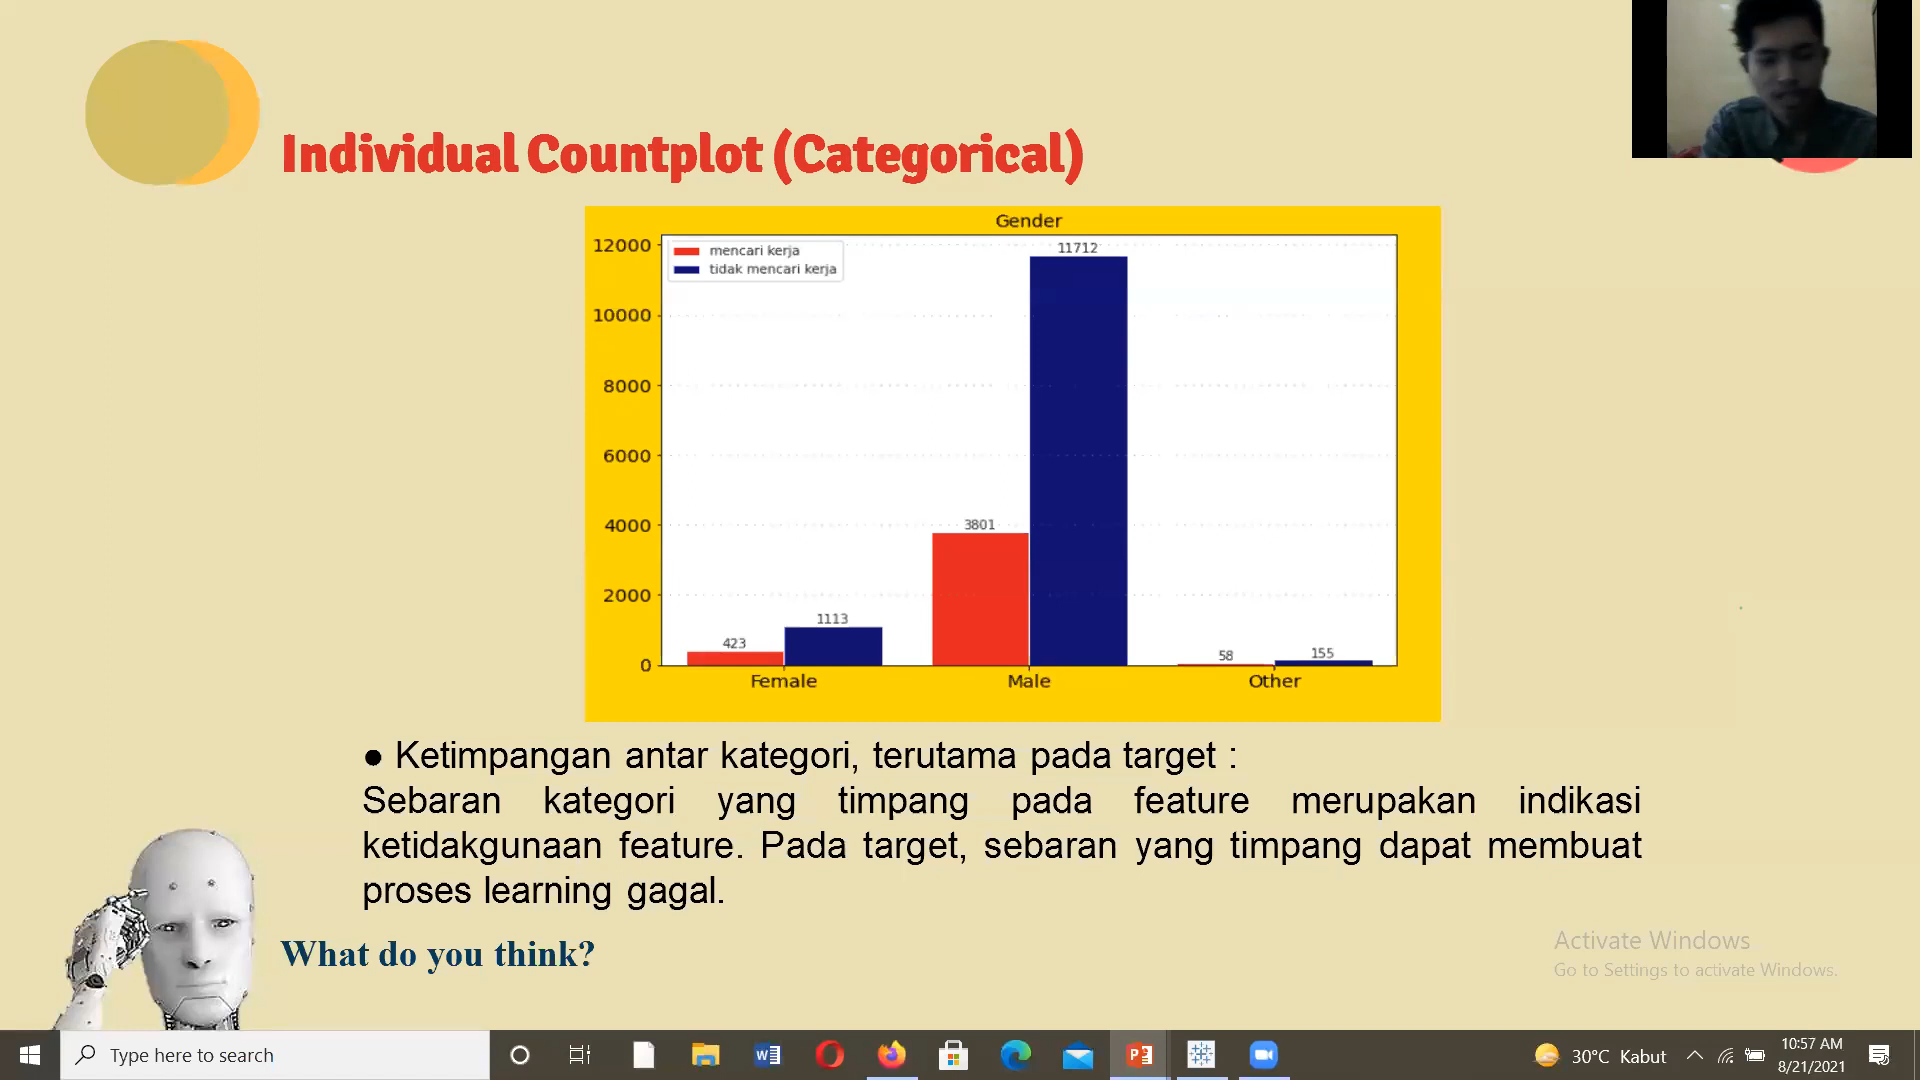 Individual Countplot (Categorical)
Gender
mencari kerja
tidak mencari kerja
12000
10000
8000
6000
4000
2000
0
423
1113
3801
11712
58
155
Female
Male
Other
● Ketimpangan antar kategori, terutama pada target :
Sebaran kategori yang timpang pada feature merupakan indikasi
ketidakgunaan feature. Pada target, sebaran yang timpang dapat membuat
proses learning gagal.
What do you think?
Activate Windows
Go to Settings to activate Windows.
Type here to search
30°C Kabut
10:57 AM
8/21/2021